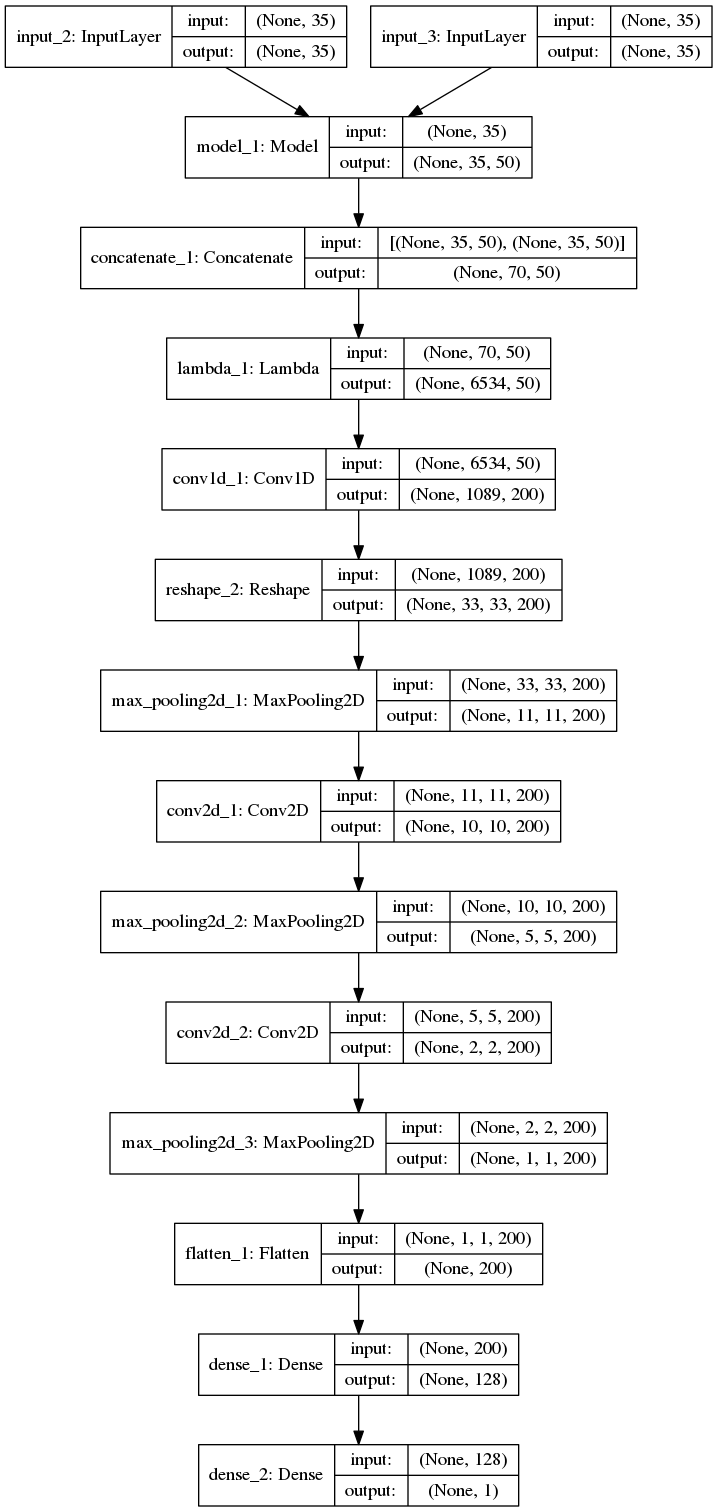 input_2: InputLayer input: (None, 35) output: (None, 35)
input_3: InputLayer input: (None, 35) output: (None, 35)
model_1: Model input: (None, 35) output: (None, 35, 50)
concatenate_1: Concatenate input: [(None, 35, 50), (None, 35, 50)] output: (None, 70, 50)
lambda_1: Lambda input: (None, 70, 50) output: (None, 6534, 50)
conv1d_1: Conv1D input: (None, 6534, 50) output: (None, 1089, 200)
reshape_2: Reshape input: (None, 1089, 200) output: (None, 33, 33, 200)
max_pooling2d_1: MaxPooling2D input: (None, 33, 33, 200) output: (None, 11, 11, 200)
conv2d_1: Conv2D input: (None, 11, 11, 200) output: (None, 10, 10, 200)
max_pooling2d_2: MaxPooling2D input: (None, 10, 10, 200) output: (None, 5, 5, 200)
conv2d_2: Conv2D input: (None, 5, 5, 200) output: (None, 2, 2, 200)
max_pooling2d_3: MaxPooling2D input: (None, 2, 2, 200) output: (None, 1, 1, 200)
flatten_1: Flatten input: (None, 1, 1, 200) output: (None, 200)
dense_1: Dense input: (None, 200) output: (None, 128)
dense_2: Dense input: (None, 128) output: (None, 1)